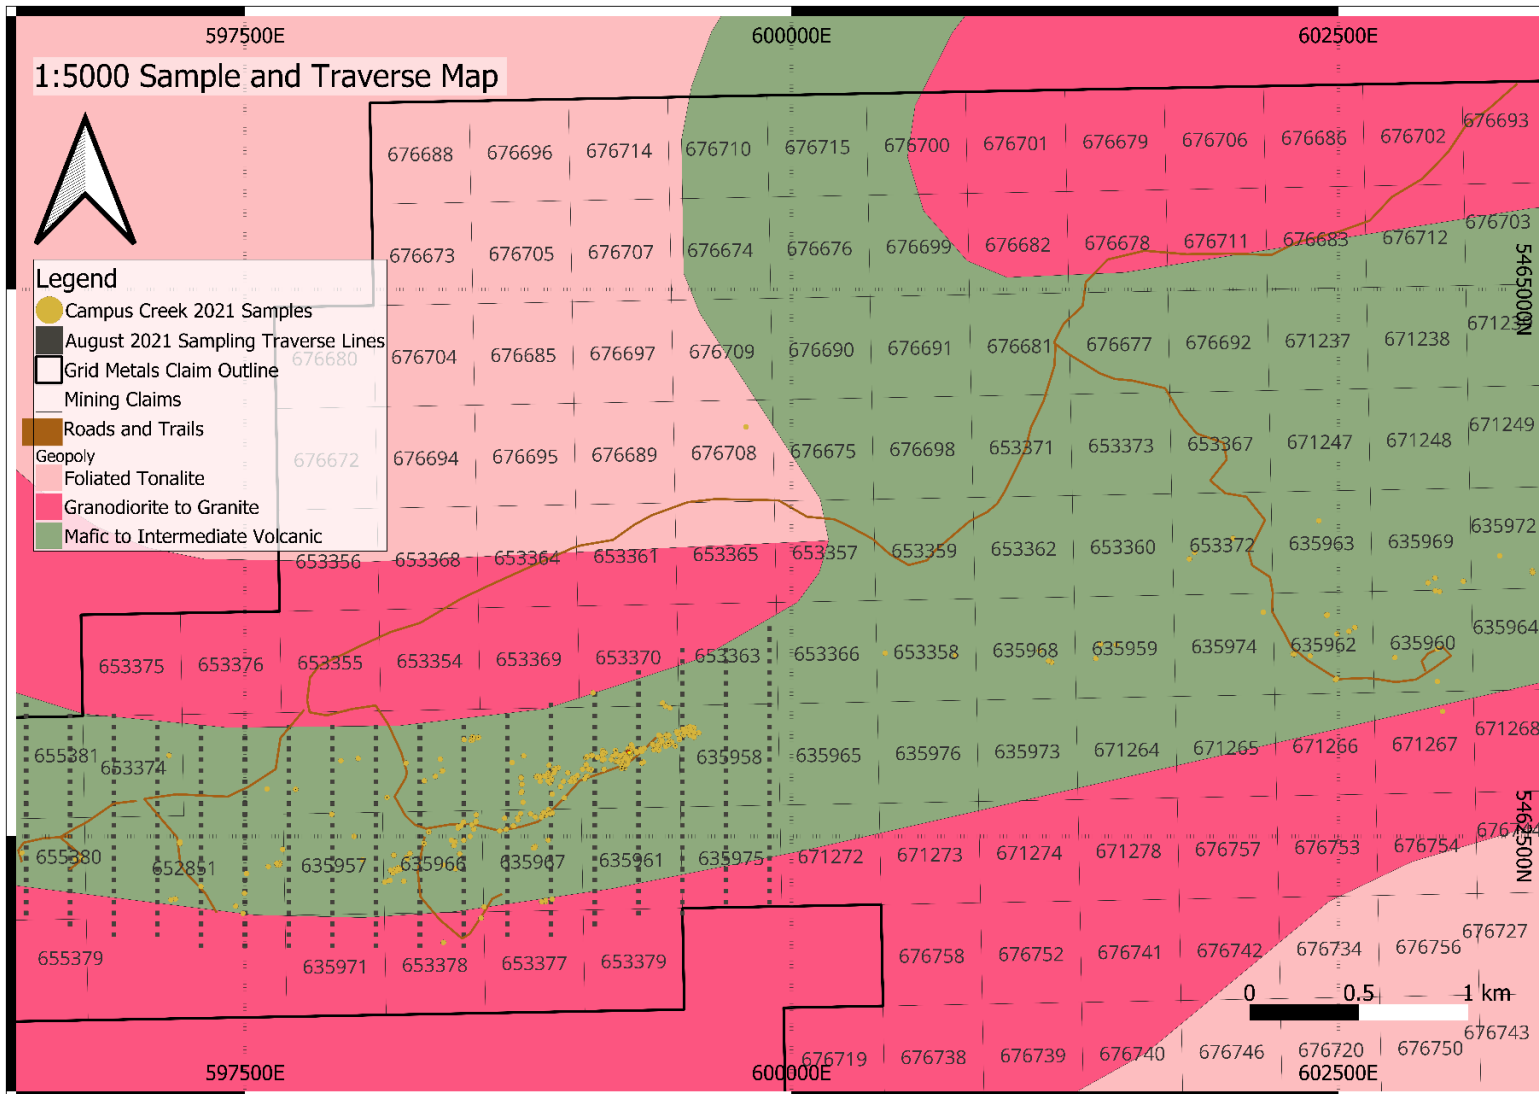 597500E 600000E 602500E
1:5000 Sample and Traverse Map
676688 676696 676714 676710 676715 676700 676701 676679 676706 676686 676702 676693
676673 676705 676707 676674 676676 676699 676682 676678 676711 676683 676712 676703
5465000N
Legend
Campus Creek 2021 Samples
August 2021 Sampling Traverse Lines
Grid Metals Claim Outline
Mining Claims
Roads and Trails
Geopoly
Foliated Tonalite
Granodiorite to Granite
Mafic to Intermediate Volcanic
676680 676704 676685 676697 676709 676690 676691 676681 676677 676692 671237 671238
676672 676694 676695 676689 676708 676675 676698 653371 653373 653367 671247 671248 671249
653356 653368 653364 653361 653365 653357 653359 653362 653360 653372 635963 635969 635972
653375 653376 653355 653354 653369 653370 653363 653366 653358 635968 635959 635974 635962 635960 635964
655381 653374 635958 635965 635976 635973 671264 671265 671266 671267 671268
5462500N
655380 652851 635957 635966 635967 635961 635975 671272 671273 671274 671278 676757 676753 676754
655379 635971 653378 653377 653379 676758 676752 676741 676742 676734 676756 676727
0 0.5 1 km
676719 676738 676739 676740 676746 676720 676750 676743
597500E 600000E 602500E